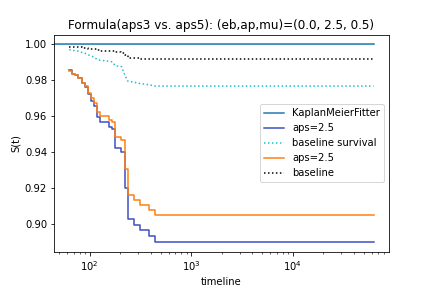 Formula(aps3 vs. aps5): (eb,ap,mu)=(0.0, 2.5, 0.5)
1.00
0.98
0.96
0.94
0.92
0.90
S(t)
KaplanMeierFitter
aps=2.5
baseline survival
aps=2.5
baseline
10²
10³
10⁴
timeline